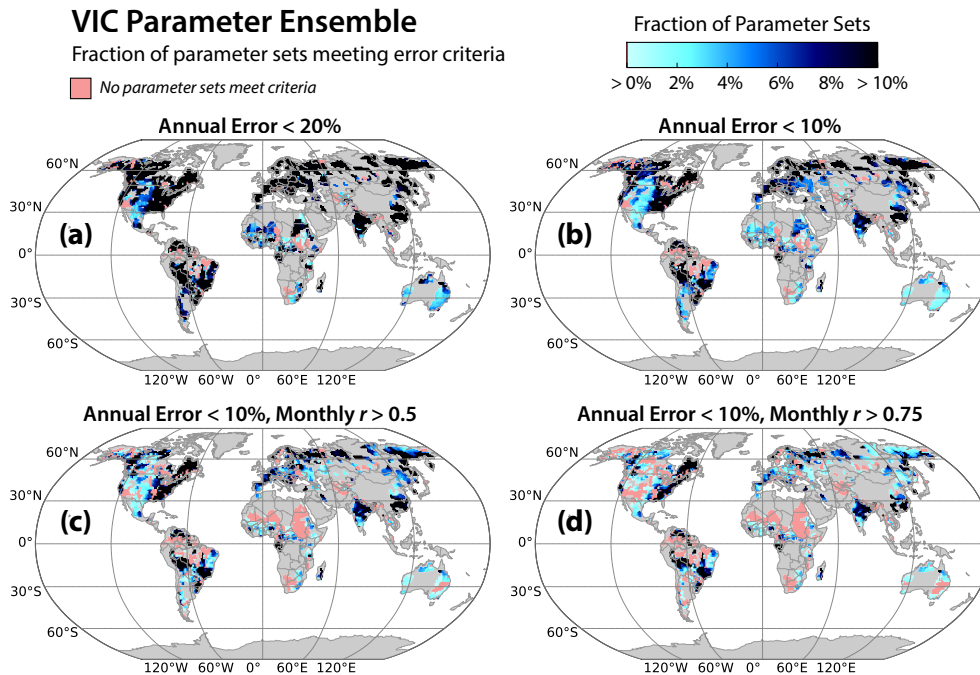 VIC Parameter Ensemble
Fraction of parameter sets meeting error criteria
No parameter sets meet criteria
Fraction of Parameter Sets
> 0 2% 4% 6% 8% > 10%
Annual Error < 20%
60°N
30°N
0°
30°S
60°S
(a)
120°W 60°W 0° 60°E 120°E
Annual Error < 10%
60°N
30°N
0°
30°S
60°S
(b)
120°W 60°W 0° 60°E 120°E
Annual Error < 10%, Monthly r > 0.5
60°N
30°N
0°
30°S
60°S
(c)
120°W 60°W 0° 60°E 120°E
Annual Error < 10%, Monthly r > 0.75
60°N
30°N
0°
30°S
60°S
(d)
120°W 60°W 0° 60°E 120°E